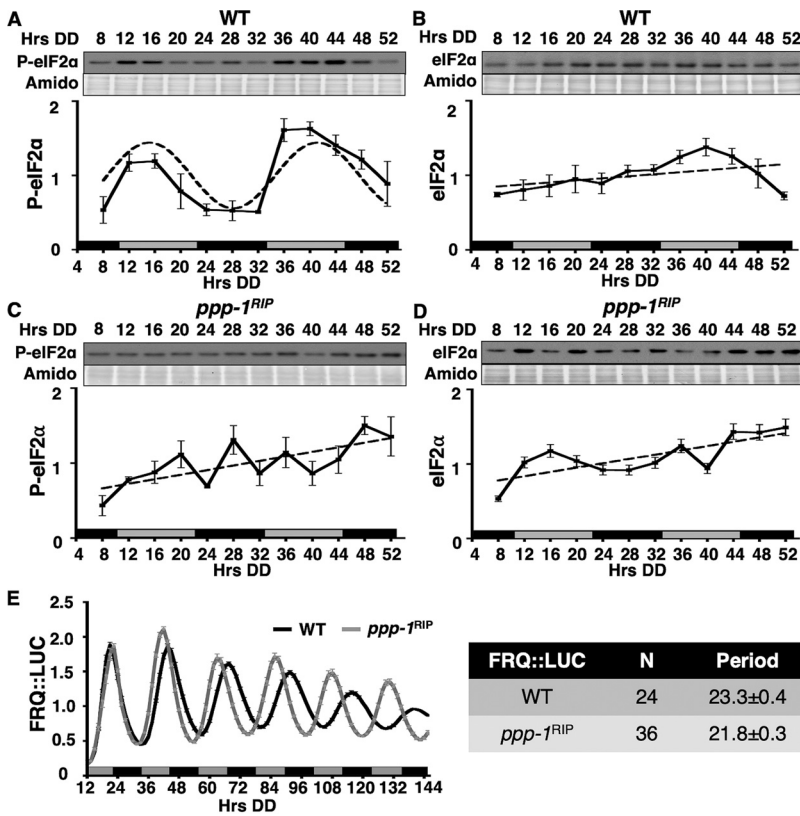 A WT
Hrs DD 8 12 16 20 24 28 32 36 40 44 48 52
P-eIF2α
Amido
2
1
0
P-eIF2α
4 8 12 16 20 24 28 32 36 40 44 48 52
Hrs DD
B WT
Hrs DD 8 12 16 20 24 28 32 36 40 44 48 52
eIF2α
Amido
2
1
0
eIF2α
4 8 12 16 20 24 28 32 36 40 44 48 52
Hrs DD
C ppp-1RIP
Hrs DD 8 12 16 20 24 28 32 36 40 44 48 52
P-eIF2α
Amido
2
1
0
P-eIF2α
4 8 12 16 20 24 28 32 36 40 44 48 52
Hrs DD
D ppp-1RIP
Hrs DD 8 12 16 20 24 28 32 36 40 44 48 52
eIF2α
Amido
2
1
0
eIF2α
4 8 12 16 20 24 28 32 36 40 44 48 52
Hrs DD
E
2.5
2.0
1.5
1.0
0.5
0
FRQ::LUC
WT ppp-1RIP
12 24 36 48 60 72 84 96 108 120 132 144
Hrs DD
FRQ::LUC N Period
WT 24 23.3±0.4
ppp-1RIP 36 21.8±0.3